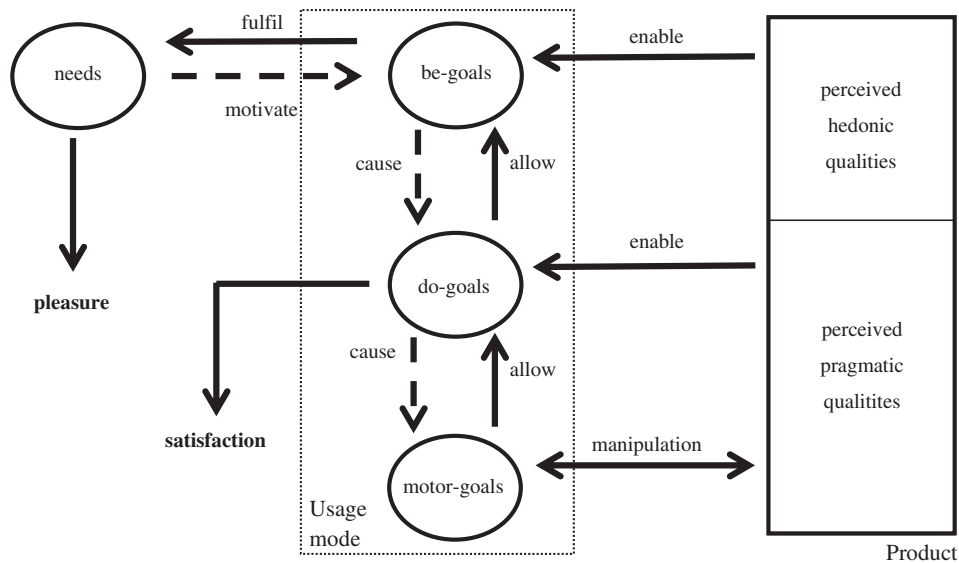 fulfil
needs
motivate
be-goals
enable
perceived
hedonic
qualities
cause
allow
pleasure
do-goals
enable
perceived
pragmatic
qualitites
cause
allow
satisfaction
motor-goals
manipulation
Usage
mode
Product